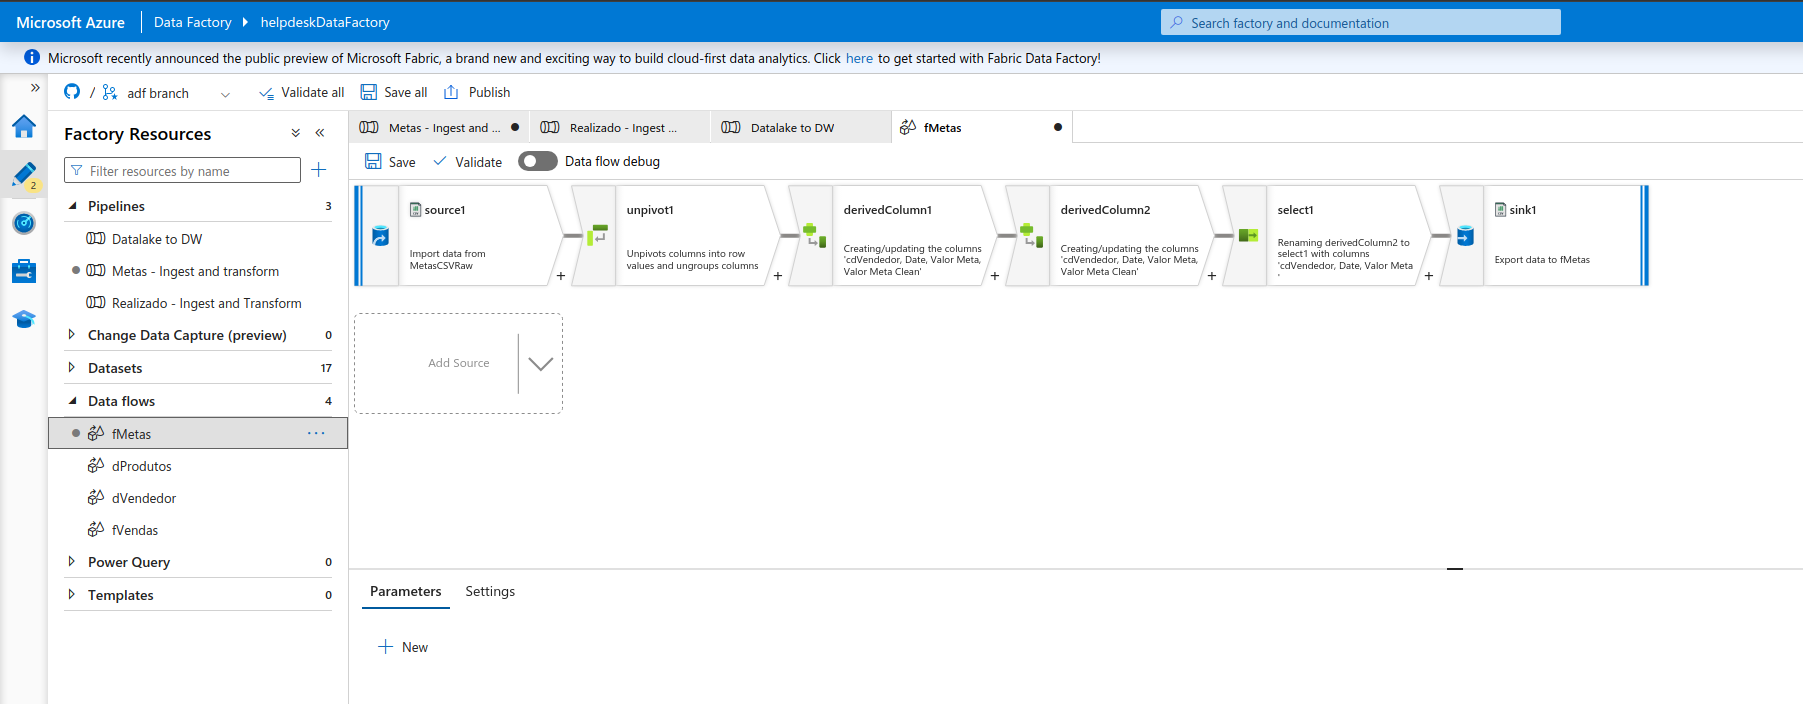 Microsoft Azure Data Factory helpdeskDataFactory Search factory and documentation
Microsoft recently announced the public preview of Microsoft Fabric, a brand new and exciting way to build cloud-first data analytics. Click here to get started with Fabric Data Factory!
/ adf branch Validate all Save all Publish
2
Factory Resources
Filter resources by name
Pipelines 3
Datalake to DW
Metas - Ingest and transform
Realizado - Ingest and Transform
Change Data Capture (preview) 0
Datasets 17
Data flows 4
fMetas
dProdutos
dVendedor
fVendas
Power Query 0
Templates 0
Metas - Ingest and ... Realizado - Ingest ... Datalake to DW fMetas
Save Validate Data flow debug
source1
Import data from
MetasCSVRaw
+
unpivot1
Unpivots columns into row
values and ungroups columns
+
derivedColumn1
Creating/updating the columns
'cdVendedor, Date, Valor Meta,
Valor Meta Clean'
+
derivedColumn2
Creating/updating the columns
'cdVendedor, Date, Valor Meta,
Valor Meta Clean'
+
select1
Renaming derivedColumn2 to
select1 with columns
'cdVendedor, Date, Valor Meta
'
+
sink1
Export data to fMetas
Add Source
Parameters Settings
New